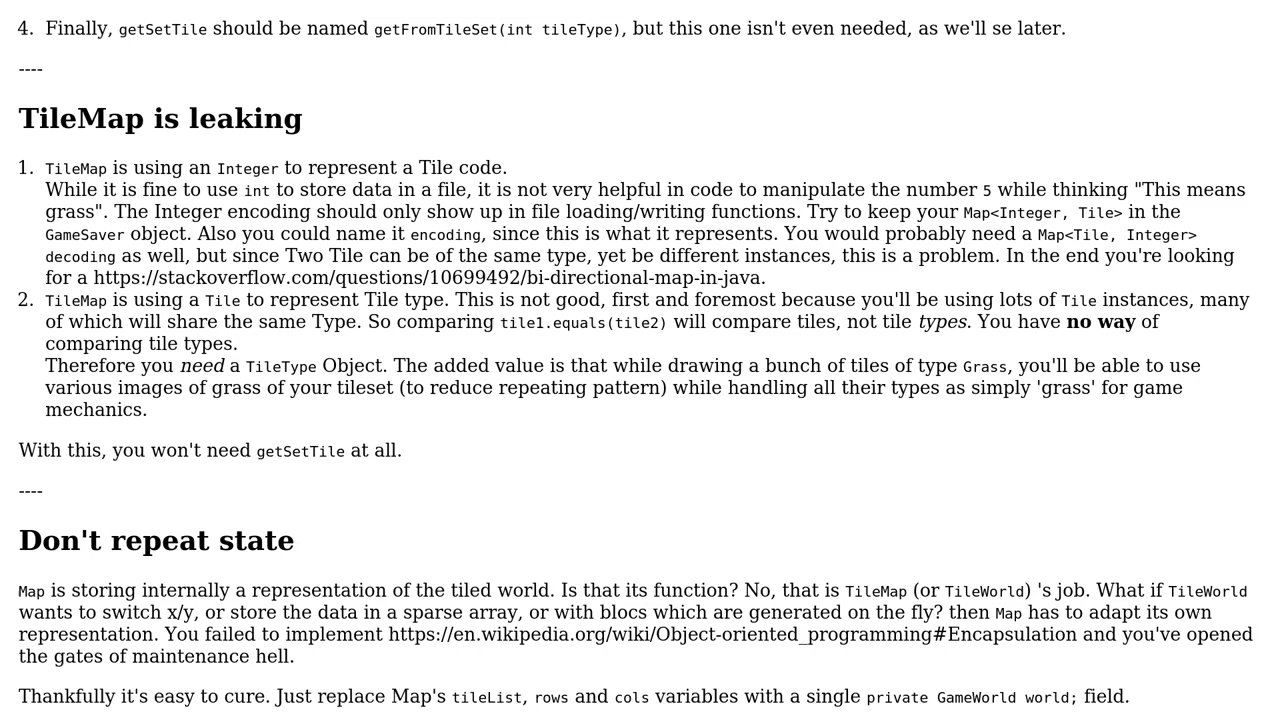 4. Finally, getSetTile should be named getFromTileSet(int tileType), but this one isn't even needed, as we'll se later.
----
TileMap is leaking
1. TileMap is using an Integer to represent a Tile code.
While it is fine to use int to store data in a file, it is not very helpful in code to manipulate the number 5 while thinking "This means
grass". The Integer encoding should only show up in file loading/writing functions. Try to keep your Map<Integer, Tile> in the
GameSaver object. Also you could name it encoding, since this is what it represents. You would probably need a Map<Tile, Integer>
decoding as well, but since Two Tile can be of the same type, yet be different instances, this is a problem. In the end you're looking
for a https://stackoverflow.com/questions/10699492/bi-directional-map-in-java.
2. TileMap is using a Tile to represent Tile type. This is not good, first and foremost because you'll be using lots of Tile instances, many
of which will share the same Type. So comparing tile1.equals(tile2) will compare tiles, not tile types. You have no way of
comparing tile types.
Therefore you need a TileType Object. The added value is that while drawing a bunch of tiles of type Grass, you'll be able to use
various images of grass of your tileset (to reduce repeating pattern) while handling all their types as simply 'grass' for game
mechanics.
With this, you won't need getSetTile at all.
----
Don't repeat state
Map is storing internally a representation of the tiled world. Is that its function? No, that is TileMap (or TileWorld) 's job. What if TileWorld
wants to switch x/y, or store the data in a sparse array, or with blocs which are generated on the fly? then Map has to adapt its own
representation. You failed to implement https://en.wikipedia.org/wiki/Object-oriented_programming#Encapsulation and you've opened
the gates of maintenance hell.
Thankfully it's easy to cure. Just replace Map's tileList, rows and cols variables with a single private GameWorld world; field.